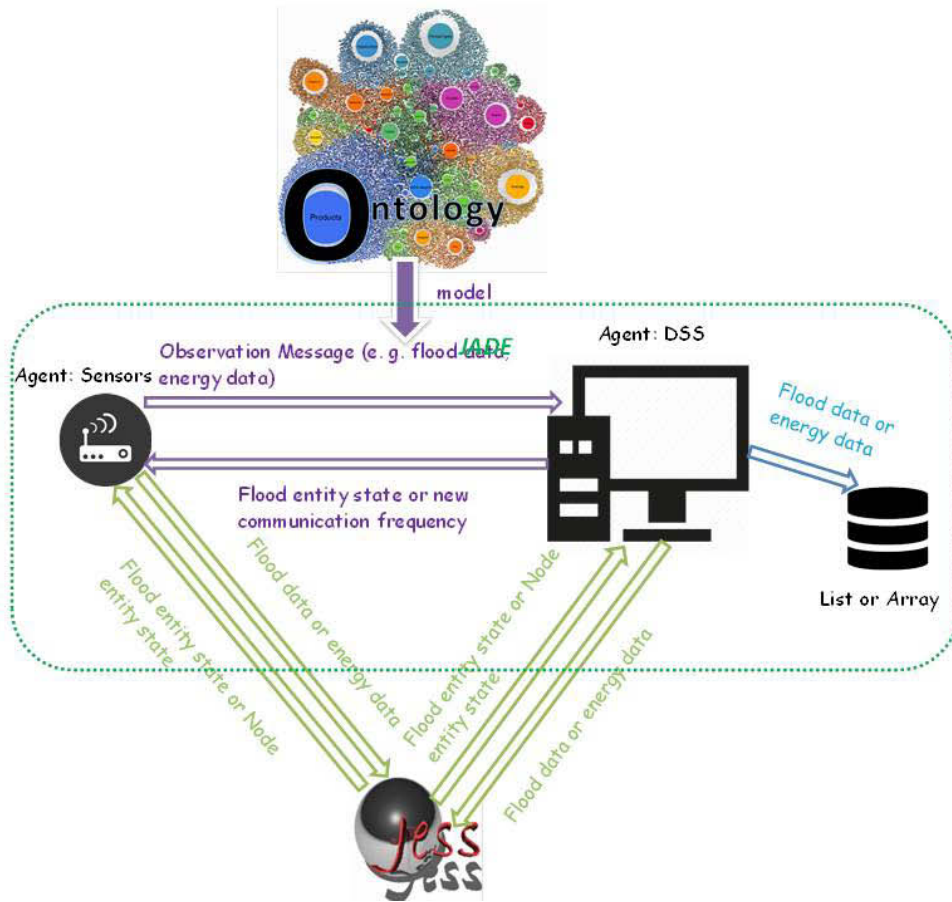 Products
Ontology
model
JADE
Agent: DSS
Observation Message (e. g. flood data,
energy data)
Agent: Sensors
Flood data or
energy data
Flood entity state or new
communication frequency
List or Array
Flood entity state or Node
entity state
Flood data or energy data
Flood entity state or Node
entity state
Flood data or energy data
Jess
Jess